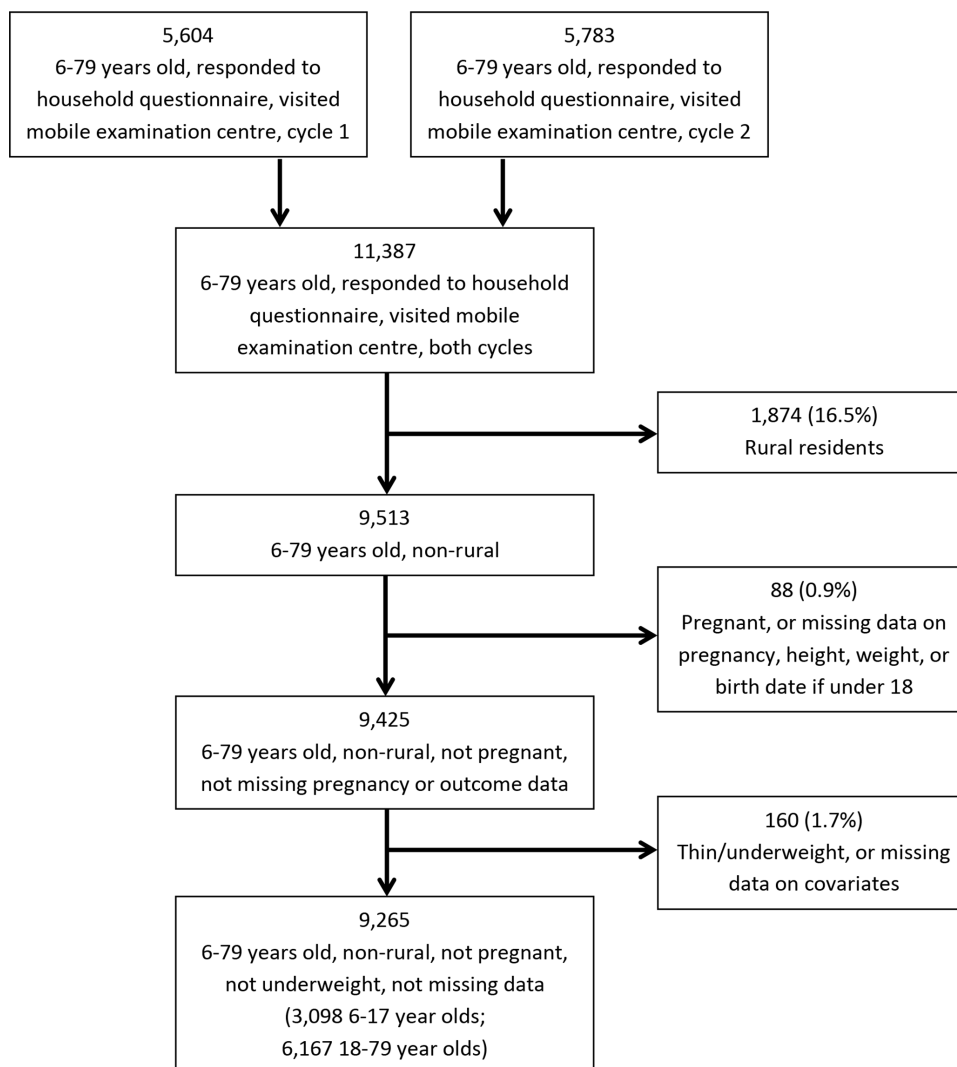 5,604
6-79 years old, responded to
household questionnaire, visited
mobile examination centre, cycle 1
5,783
6-79 years old, responded to
household questionnaire, visited
mobile examination centre, cycle 2
11,387
6-79 years old, responded to household
questionnaire, visited mobile
examination centre, both cycles
1,874 (16.5%)
Rural residents
9,513
6-79 years old, non-rural
88 (0.9%)
Pregnant, or missing data on
pregnancy, height, weight, or
birth date if under 18
9,425
6-79 years old, non-rural, not pregnant,
not missing pregnancy or outcome data
160 (1.7%)
Thin/underweight, or missing
data on covariates
9,265
6-79 years old, non-rural, not pregnant,
not underweight, not missing data
(3,098 6-17 year olds;
6,167 18-79 year olds)